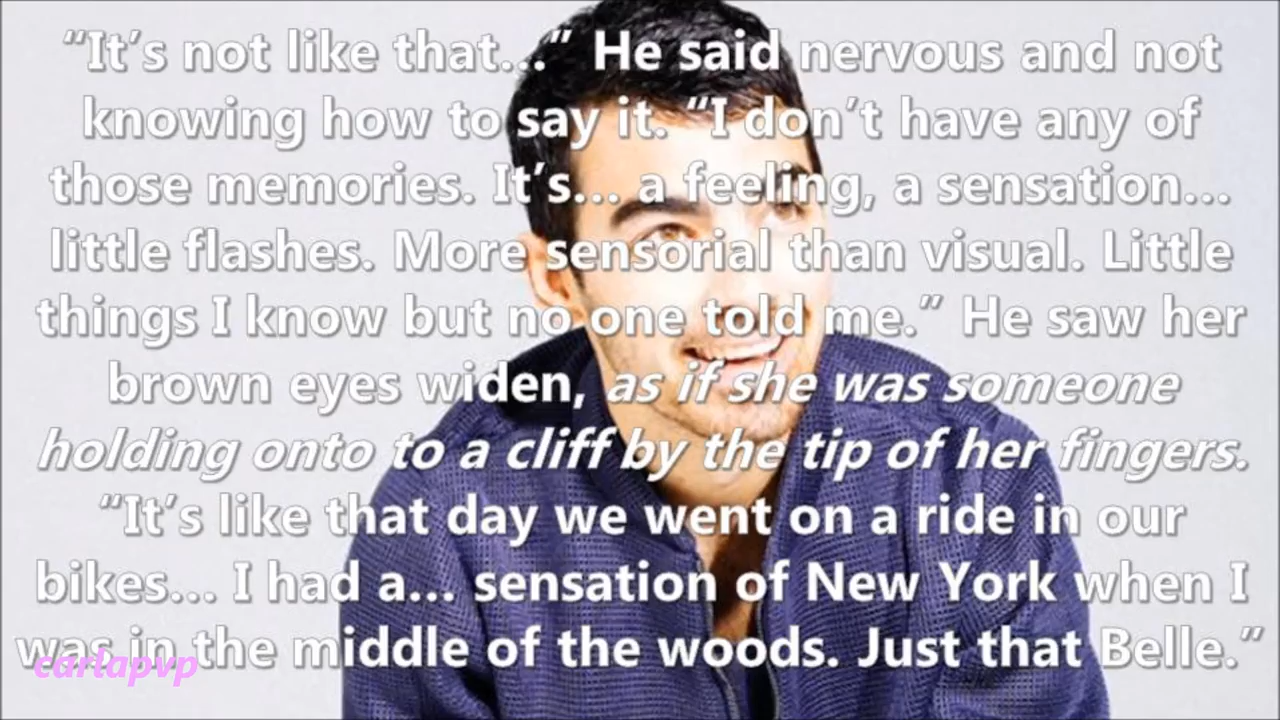 “It’s not like that…” He said nervous and not
knowing how to say it. “I don’t have any of
those memories. It’s… a feeling, a sensation…
little flashes. More sensorial than visual. Little
things I know but no one told me.” He saw her
brown eyes widen, as if she was someone
holding onto to a cliff by the tip of her fingers.
“It’s like that day we went on a ride in our
bikes… I had a… sensation of New York when I
was in the middle of the woods. Just that Belle.”
carlapvp